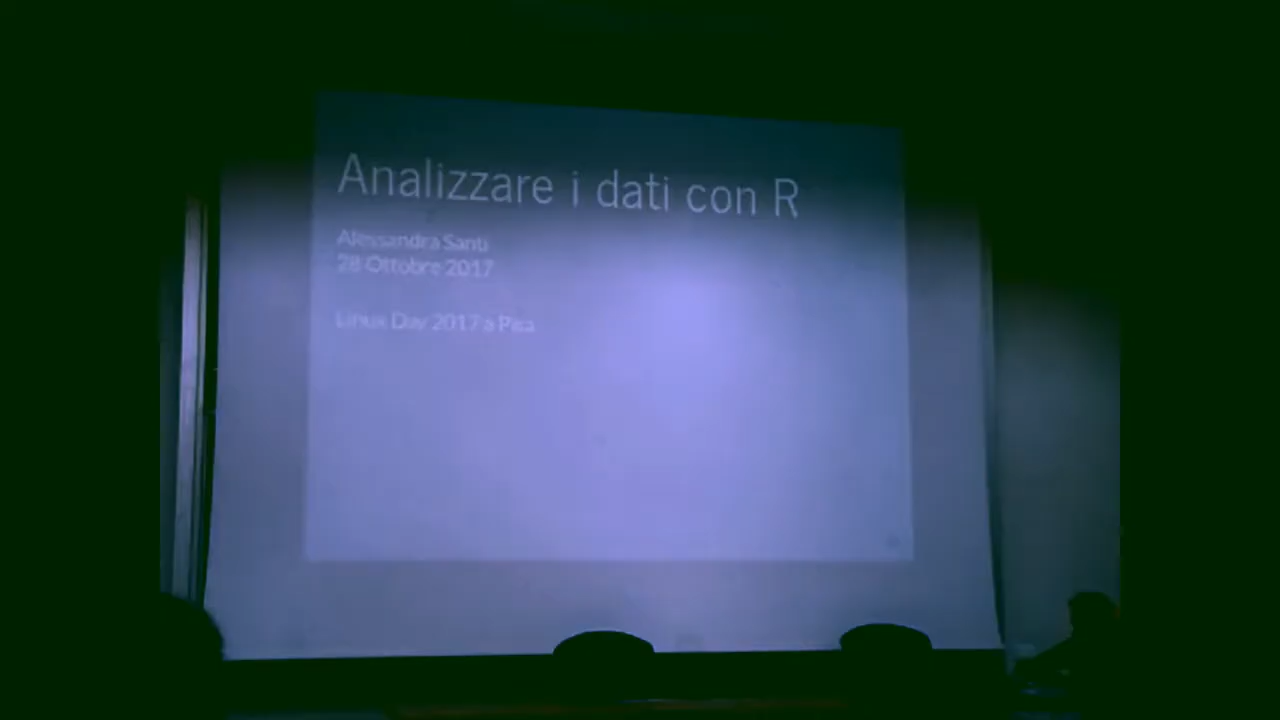 Analizzare i dati con R
Alessandra Santi
28 Ottobre 2017
Linux Day 2017 a Pisa